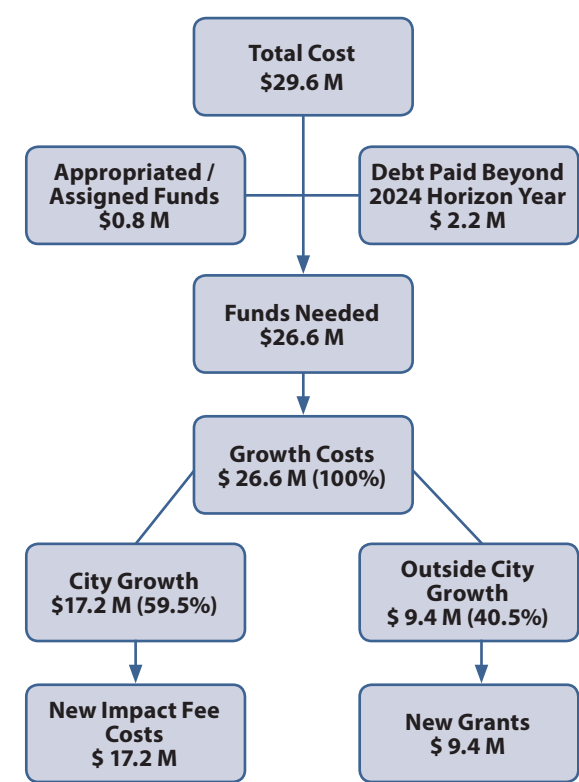 Total Cost
$29.6 M
Appropriated /
Assigned Funds
$0.8 M
Debt Paid Beyond
2024 Horizon Year
$ 2.2 M
Funds Needed
$26.6 M
Growth Costs
$ 26.6 M (100%)
City Growth
$17.2 M (59.5%)
Outside City
Growth
$ 9.4 M (40.5%)
New Impact Fee
Costs
$ 17.2 M
New Grants
$ 9.4 M